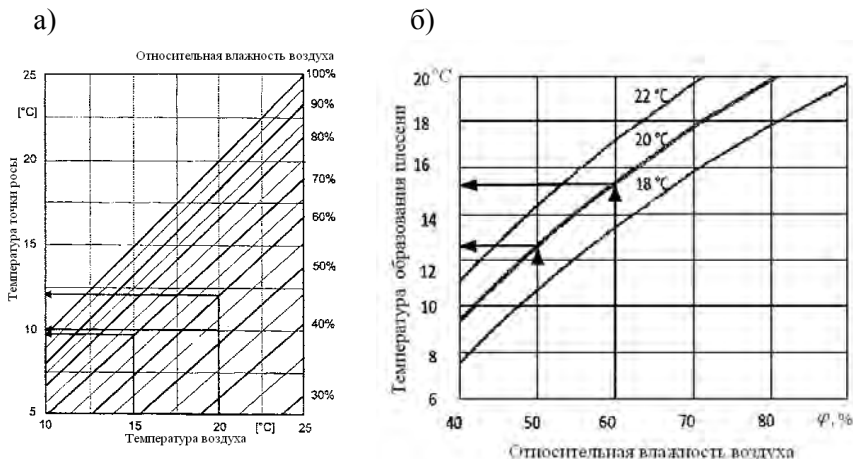 а)
Относительная влажность воздуха
25
[°C]
20
15
10
5
Температура точки росы
100%
90%
80%
70%
60%
50%
40%
30%
10
15
20
[°C]
25
Температура воздуха
б)
20 °C
18
16
14
12
10
8
6
Температура образования плесени
22 °C
20 °C
18 °C
40
50
60
70
80
φ, %
Относительная влажность воздуха